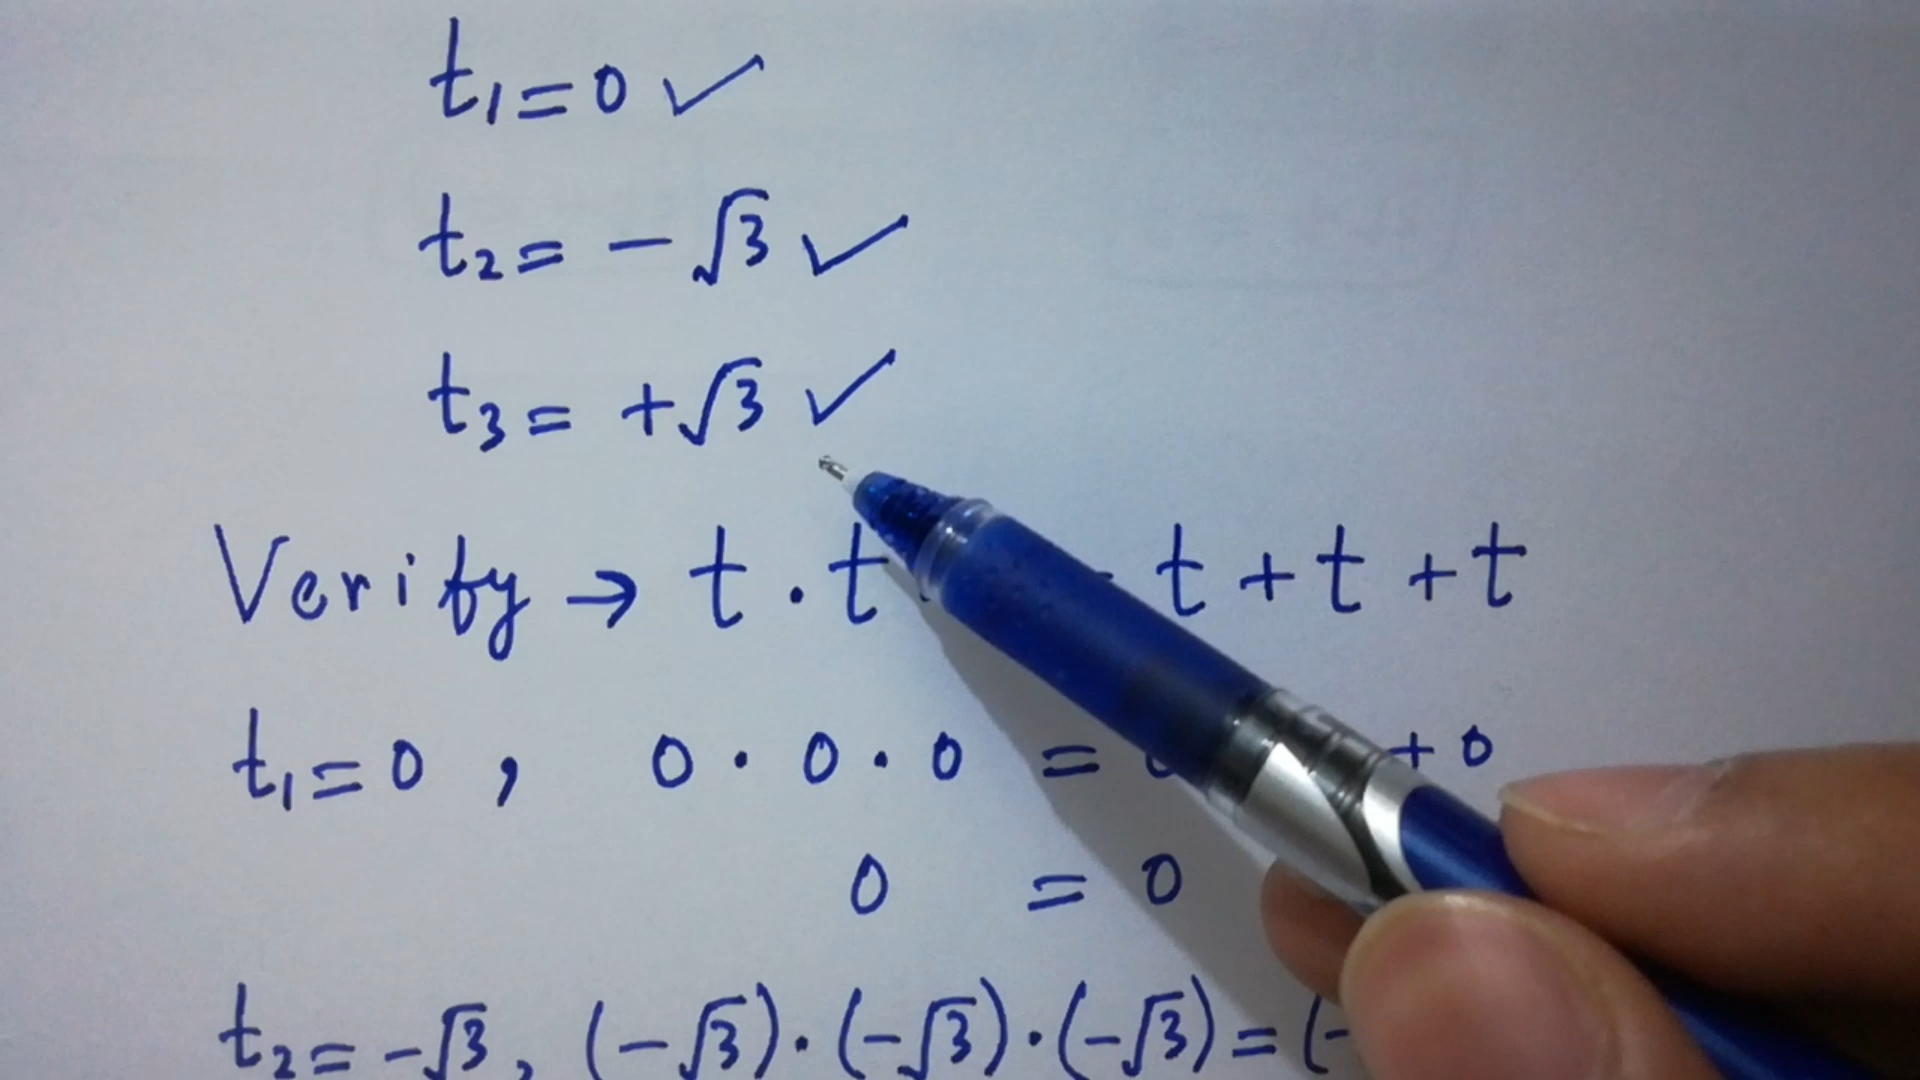 t₁ = 0 ✓
t₂ = - √3 ✓
t₃ = +√3 ✓
Verify → t · t t + t + t
t₁ = 0 , 0 · 0 · 0 = + 0
0 = 0
t₂ = -√3, (-√3) · (-√3) · (-√3) = (-